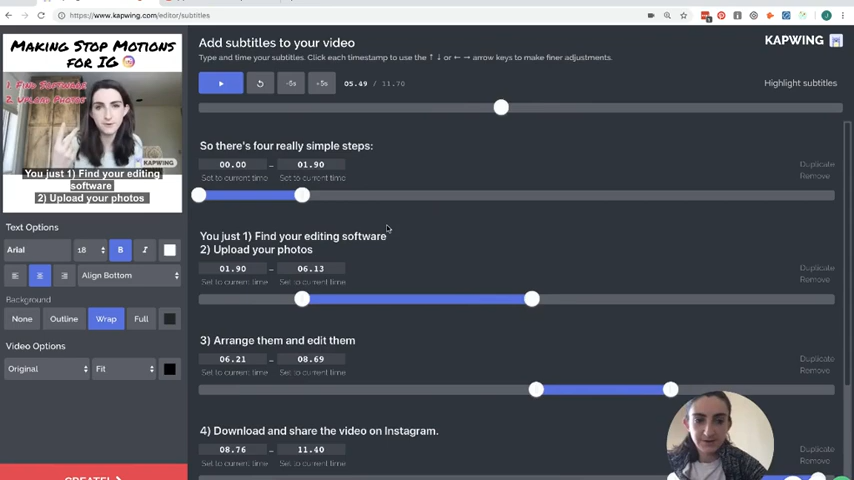 https://www.kapwing.com/editor/subtitles
Add subtitles to your video
Type and time your subtitles. Click each timestamp to use the ↑ ↓ or ← → arrow keys to make finer adjustments.
KAPWING
-5s
+5s
05.49 / 11.70
Highlight subtitles
MAKING STOP MOTIONS
FOR IG
1. FIND SOFTWARE
2. UPLOAD PHOTOS
KAPWING
You just 1) Find your editing
software
2) Upload your photos
Text Options
Arial
18
B
I
Align Bottom
Background
None
Outline
Wrap
Full
Video Options
Original
Fit
CREATE!
So there's four really simple steps:
00.00 – 01.90
Set to current time
Set to current time
Duplicate
Remove
You just 1) Find your editing software
2) Upload your photos
01.90 – 06.13
Set to current time
Set to current time
Duplicate
Remove
3) Arrange them and edit them
06.21 – 08.69
Set to current time
Set to current time
Duplicate
Remove
4) Download and share the video on Instagram.
08.76 – 11.40
Set to current time
Set to current time
Duplicate
Remove